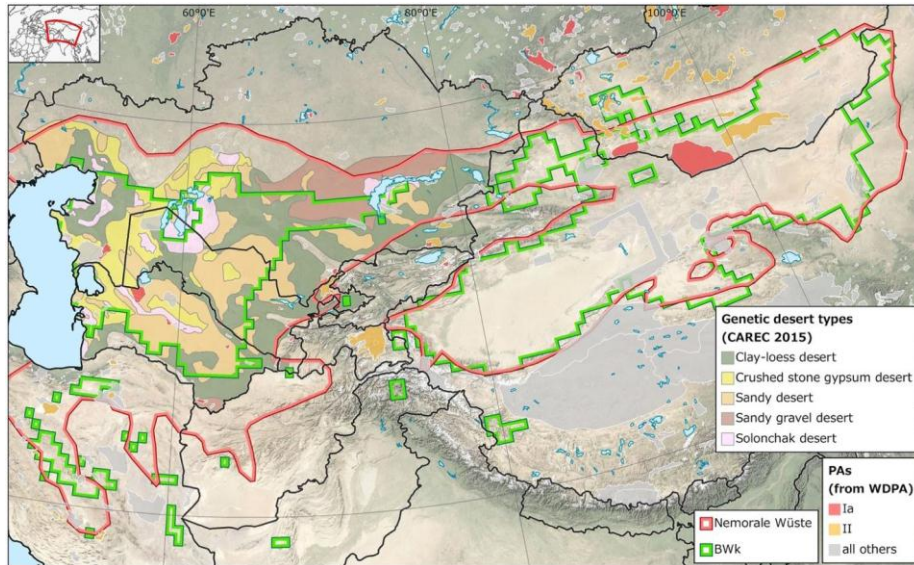 60°0'E
80°0'E
100°0'E
Genetic desert types
(CAREC 2015)
Clay-loess desert
Crushed stone gypsum desert
Sandy desert
Sandy gravel desert
Solonchak desert
PAs
(from WDPA)
Ia
II
all others
Nemorale Wüste
BWk